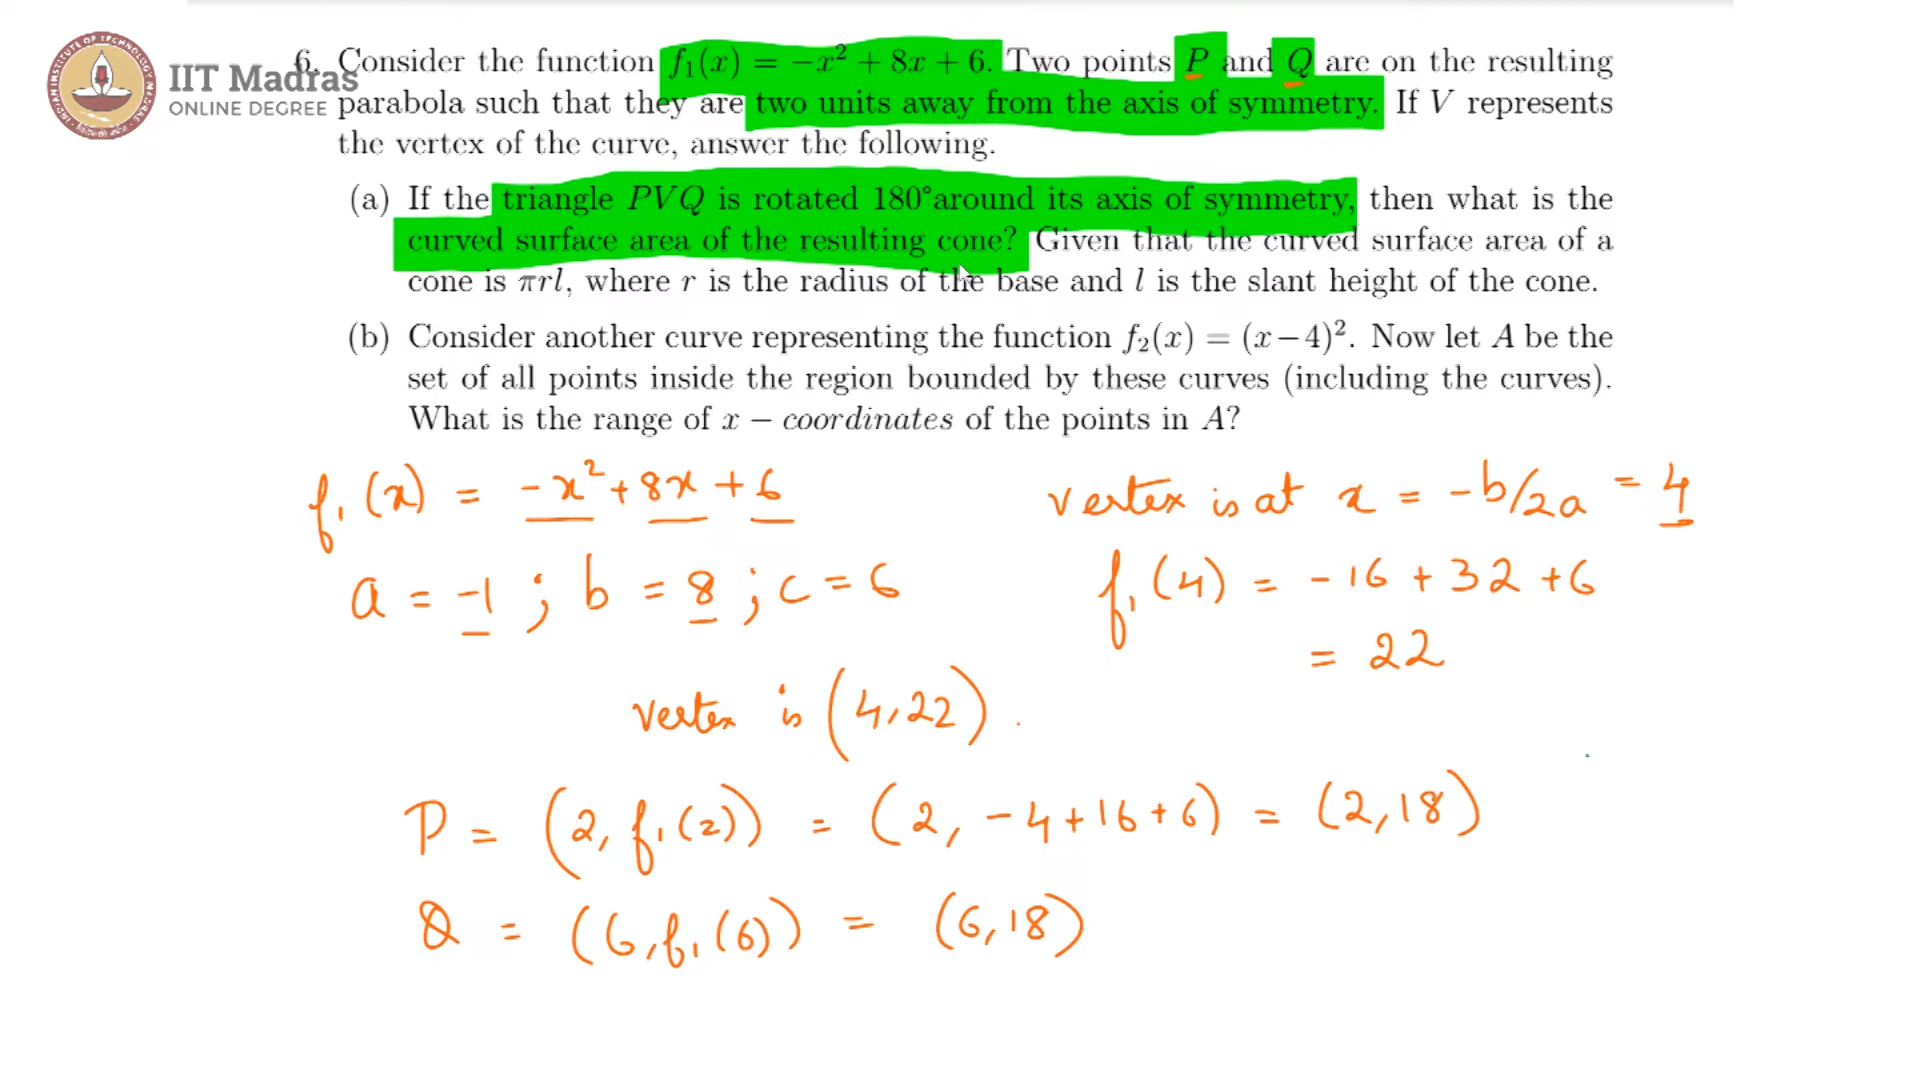 IIT Madras
ONLINE DEGREE
6. Consider the function f₁(x) = −x² + 8x + 6. Two points P and Q are on the resulting
parabola such that they are two units away from the axis of symmetry. If V represents
the vertex of the curve, answer the following.
(a) If the triangle PVQ is rotated 180° around its axis of symmetry, then what is the
curved surface area of the resulting cone? Given that the curved surface area of a
cone is πrl, where r is the radius of the base and l is the slant height of the cone.
(b) Consider another curve representing the function f₂(x) = (x−4)². Now let A be the
set of all points inside the region bounded by these curves (including the curves).
What is the range of x − coordinates of the points in A?
f₁(x) = −x² + 8x + 6
vertex is at x = −b/2a = 4
a = −1 ; b = 8 ; c = 6
f₁(4) = −16 + 32 + 6
= 22
vertex is (4,22).
P = (2, f₁(2)) = (2, −4+16+6) = (2,18)
Q = (6, f₁(6)) = (6,18)